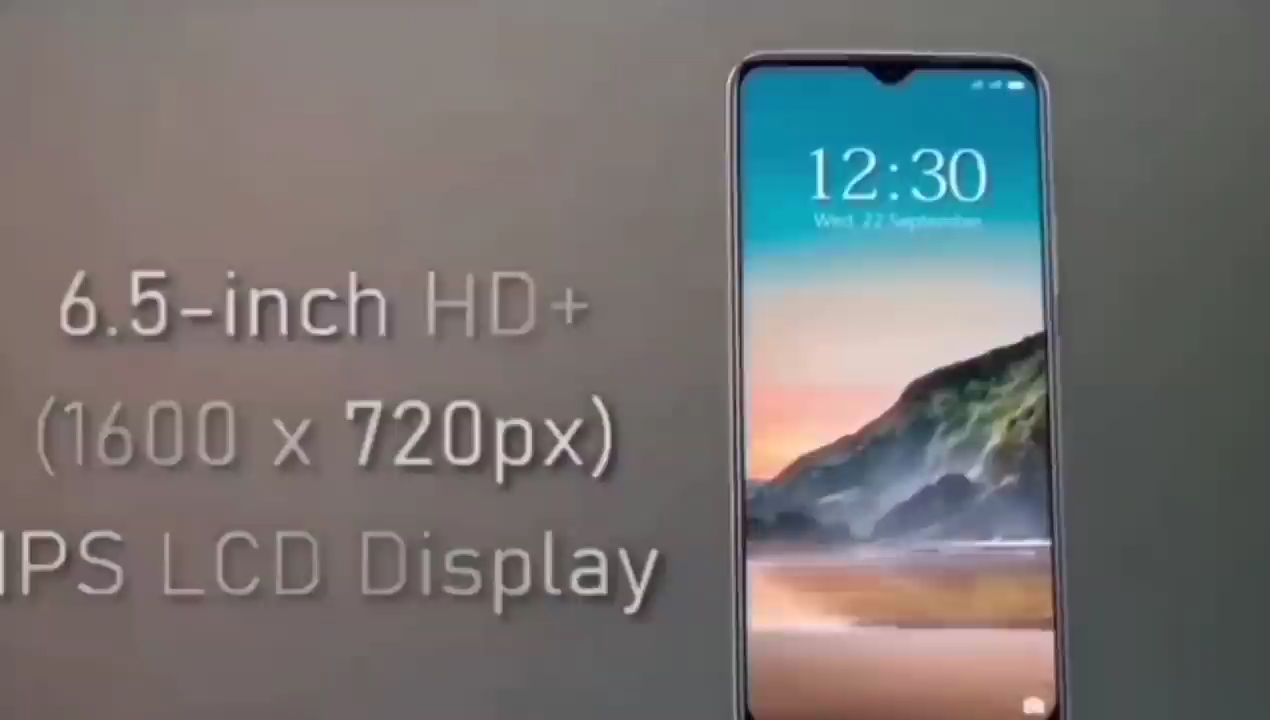 6.5-inch HD+
(1600 x 720px)
IPS LCD Display
12:30
Wed, 22 September